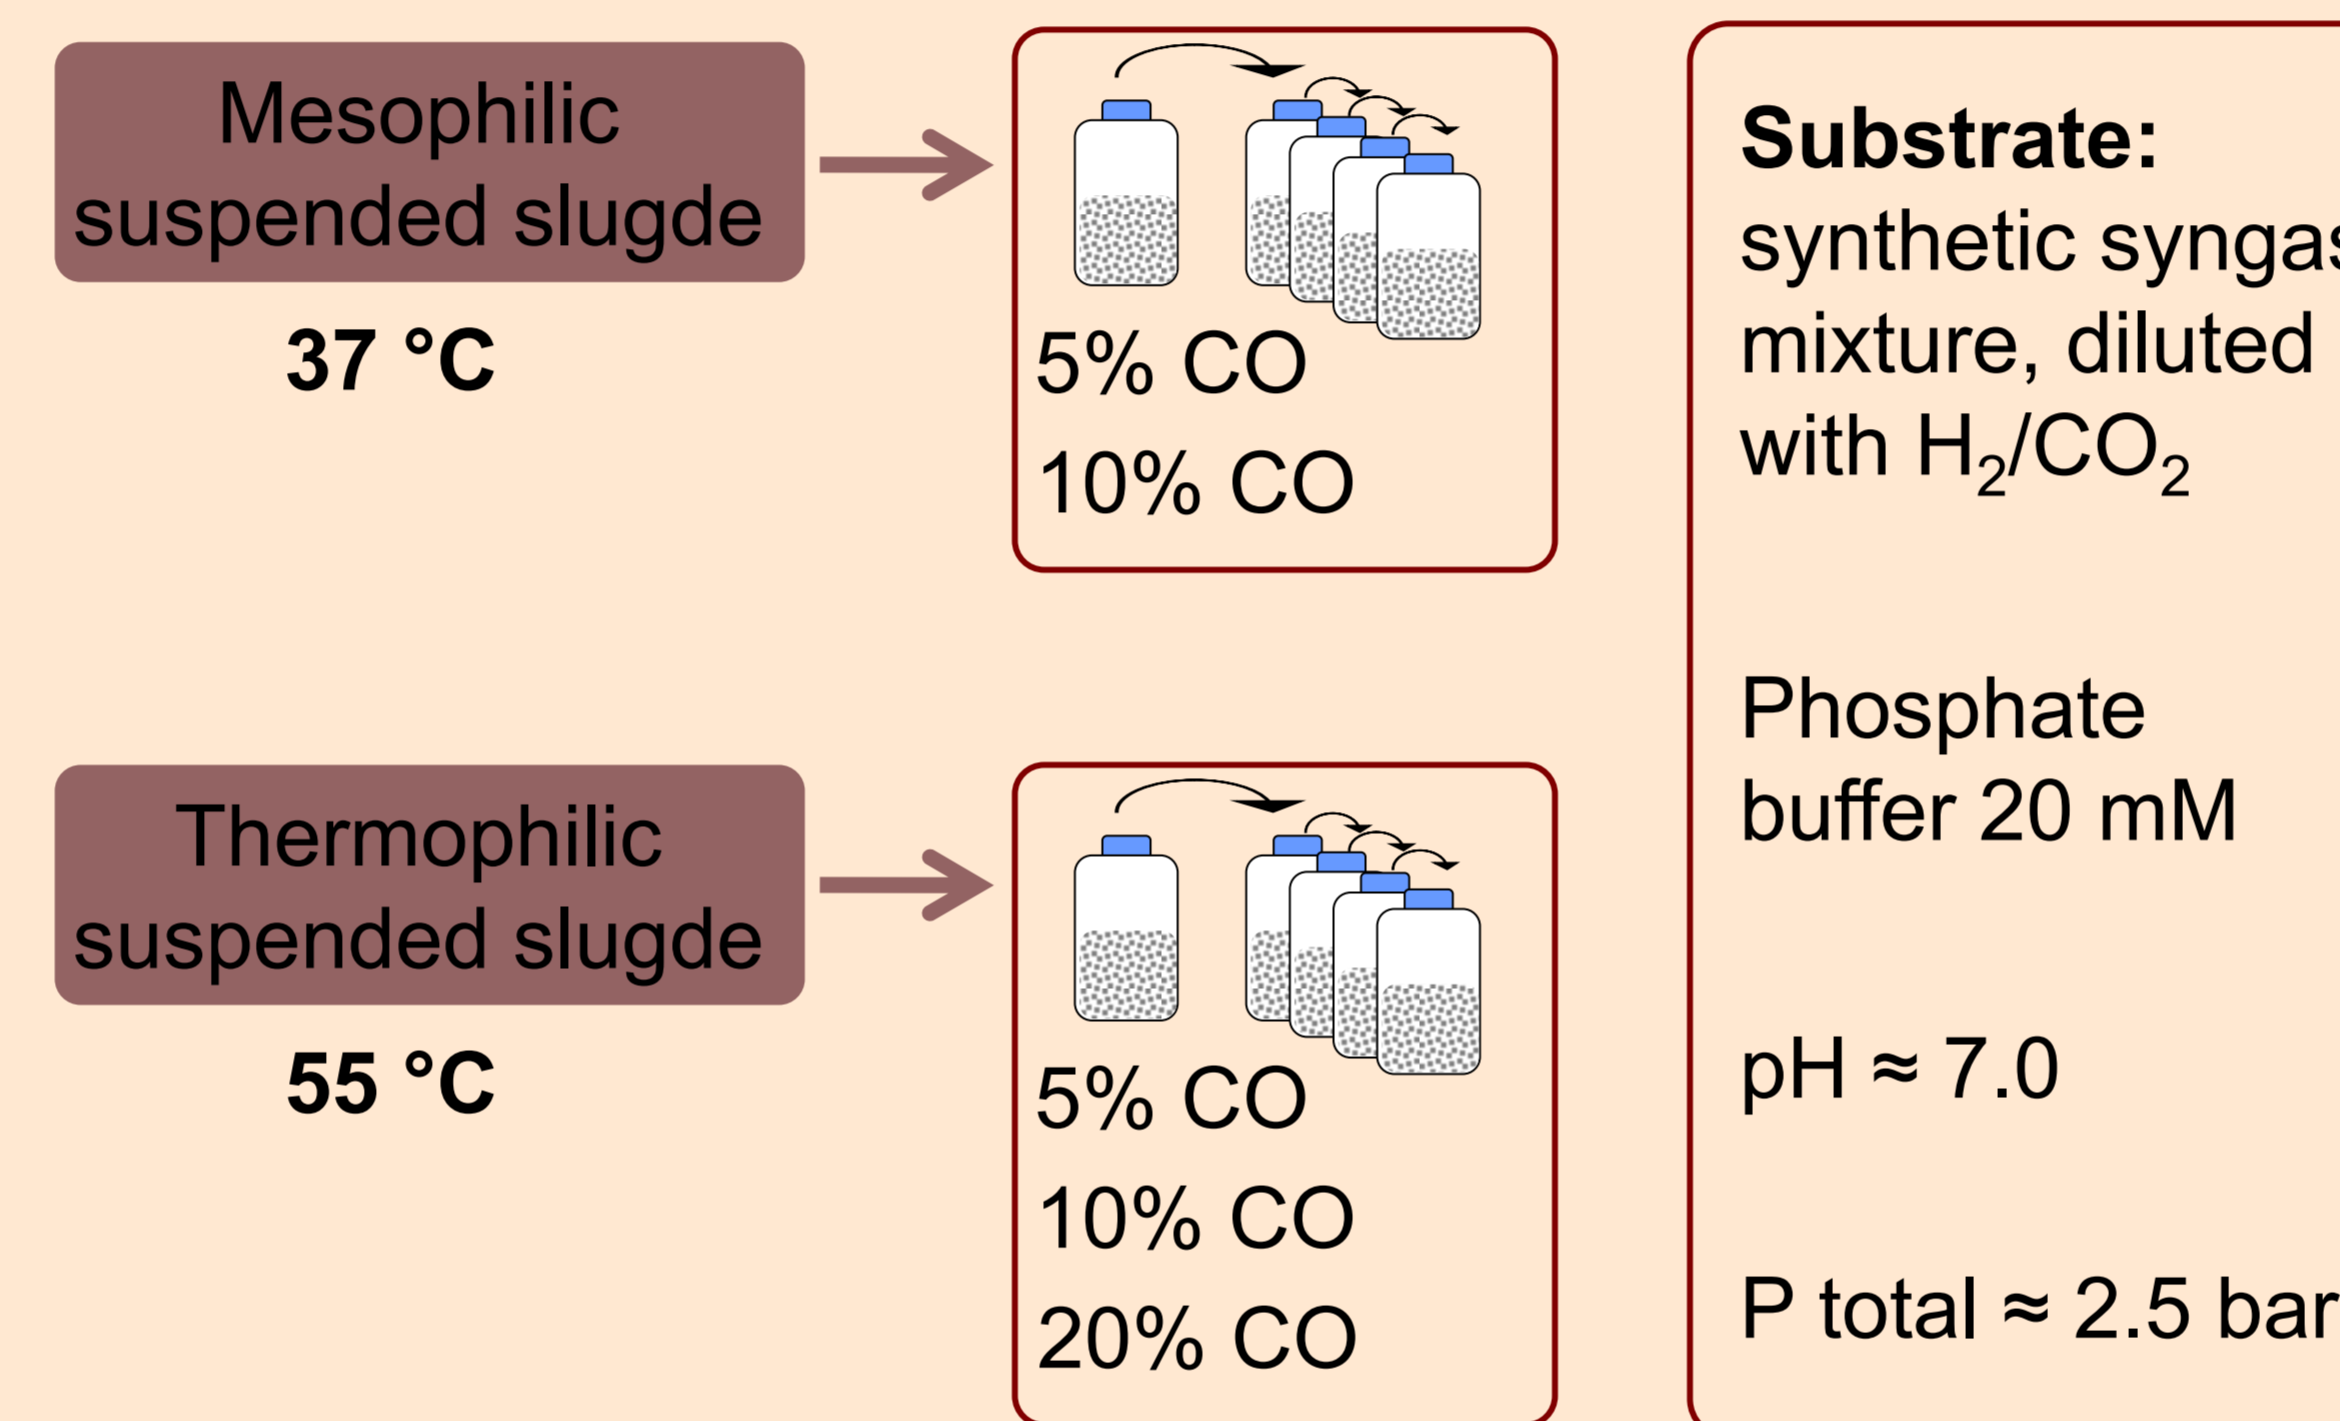 Mesophilic
suspended slugde
37 °C
5% CO
10% CO
Thermophilic
suspended slugde
55 °C
5% CO
10% CO
20% CO
Substrate:
synthetic syngas
mixture, diluted
with H₂/CO₂
Phosphate
buffer 20 mM
pH ≈ 7.0
P total ≈ 2.5 bar